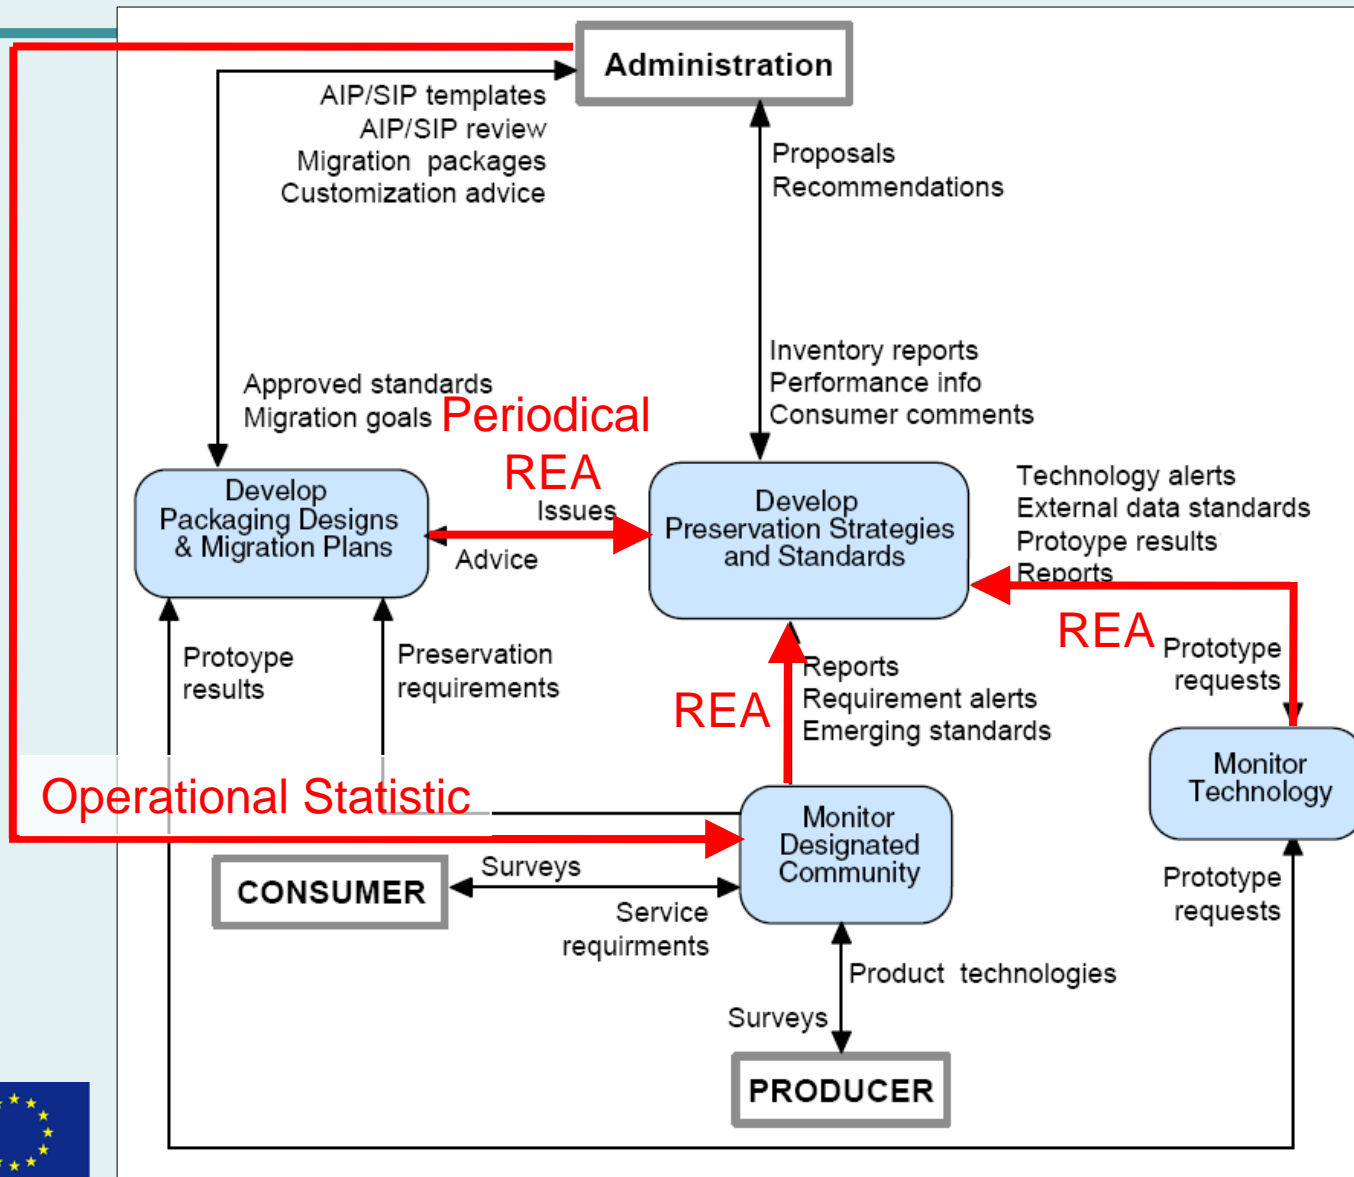 Administration
AIP/SIP templates
AIP/SIP review
Migration packages
Customization advice
Proposals
Recommendations
Inventory reports
Performance info
Consumer comments
Approved standards
Migration goals
Periodical
REA
Issues
Advice
Develop
Packaging Designs
& Migration Plans
Develop
Preservation Strategies
and Standards
Technology alerts
External data standards
Protoype results
Reports
REA
Prototype
requests
Protoype
results
Preservation
requirements
REA
Reports
Requirement alerts
Emerging standards
Monitor
Technology
Operational Statistic
Monitor
Designated
Community
CONSUMER
Surveys
Service
requirments
Prototype
requests
Product technologies
Surveys
PRODUCER